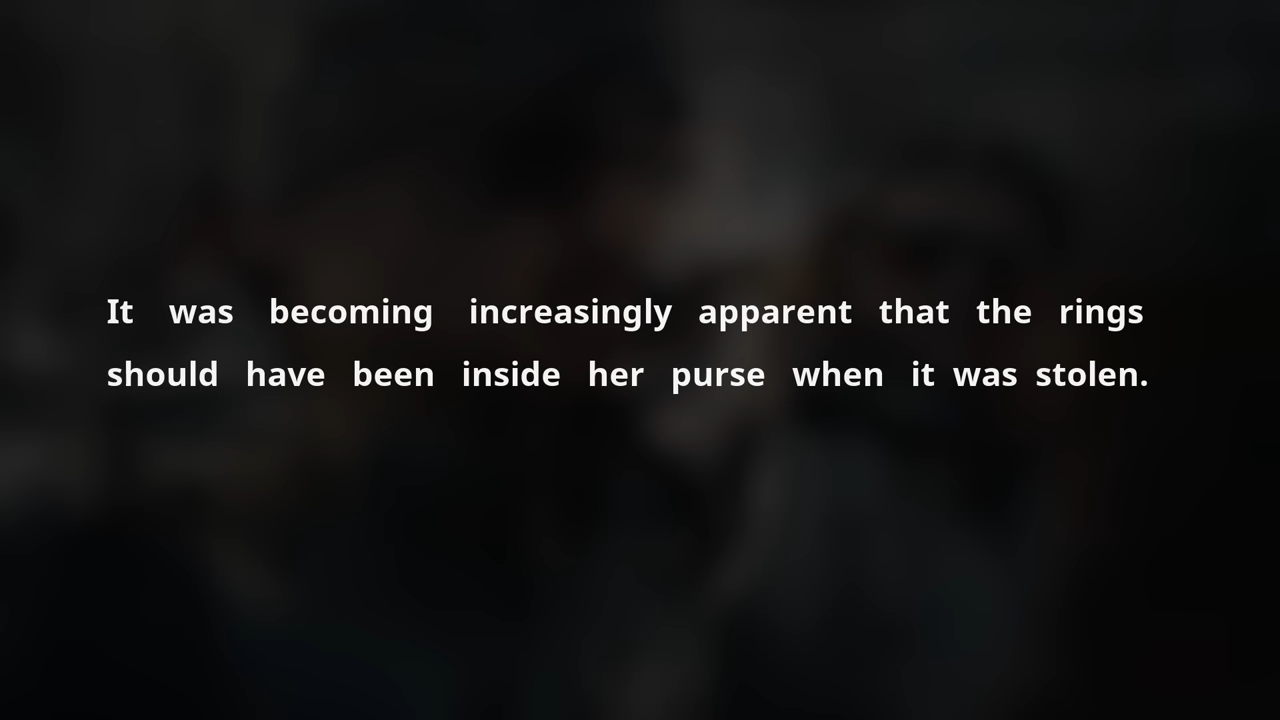 It was becoming increasingly apparent that the rings
should have been inside her purse when it was stolen.